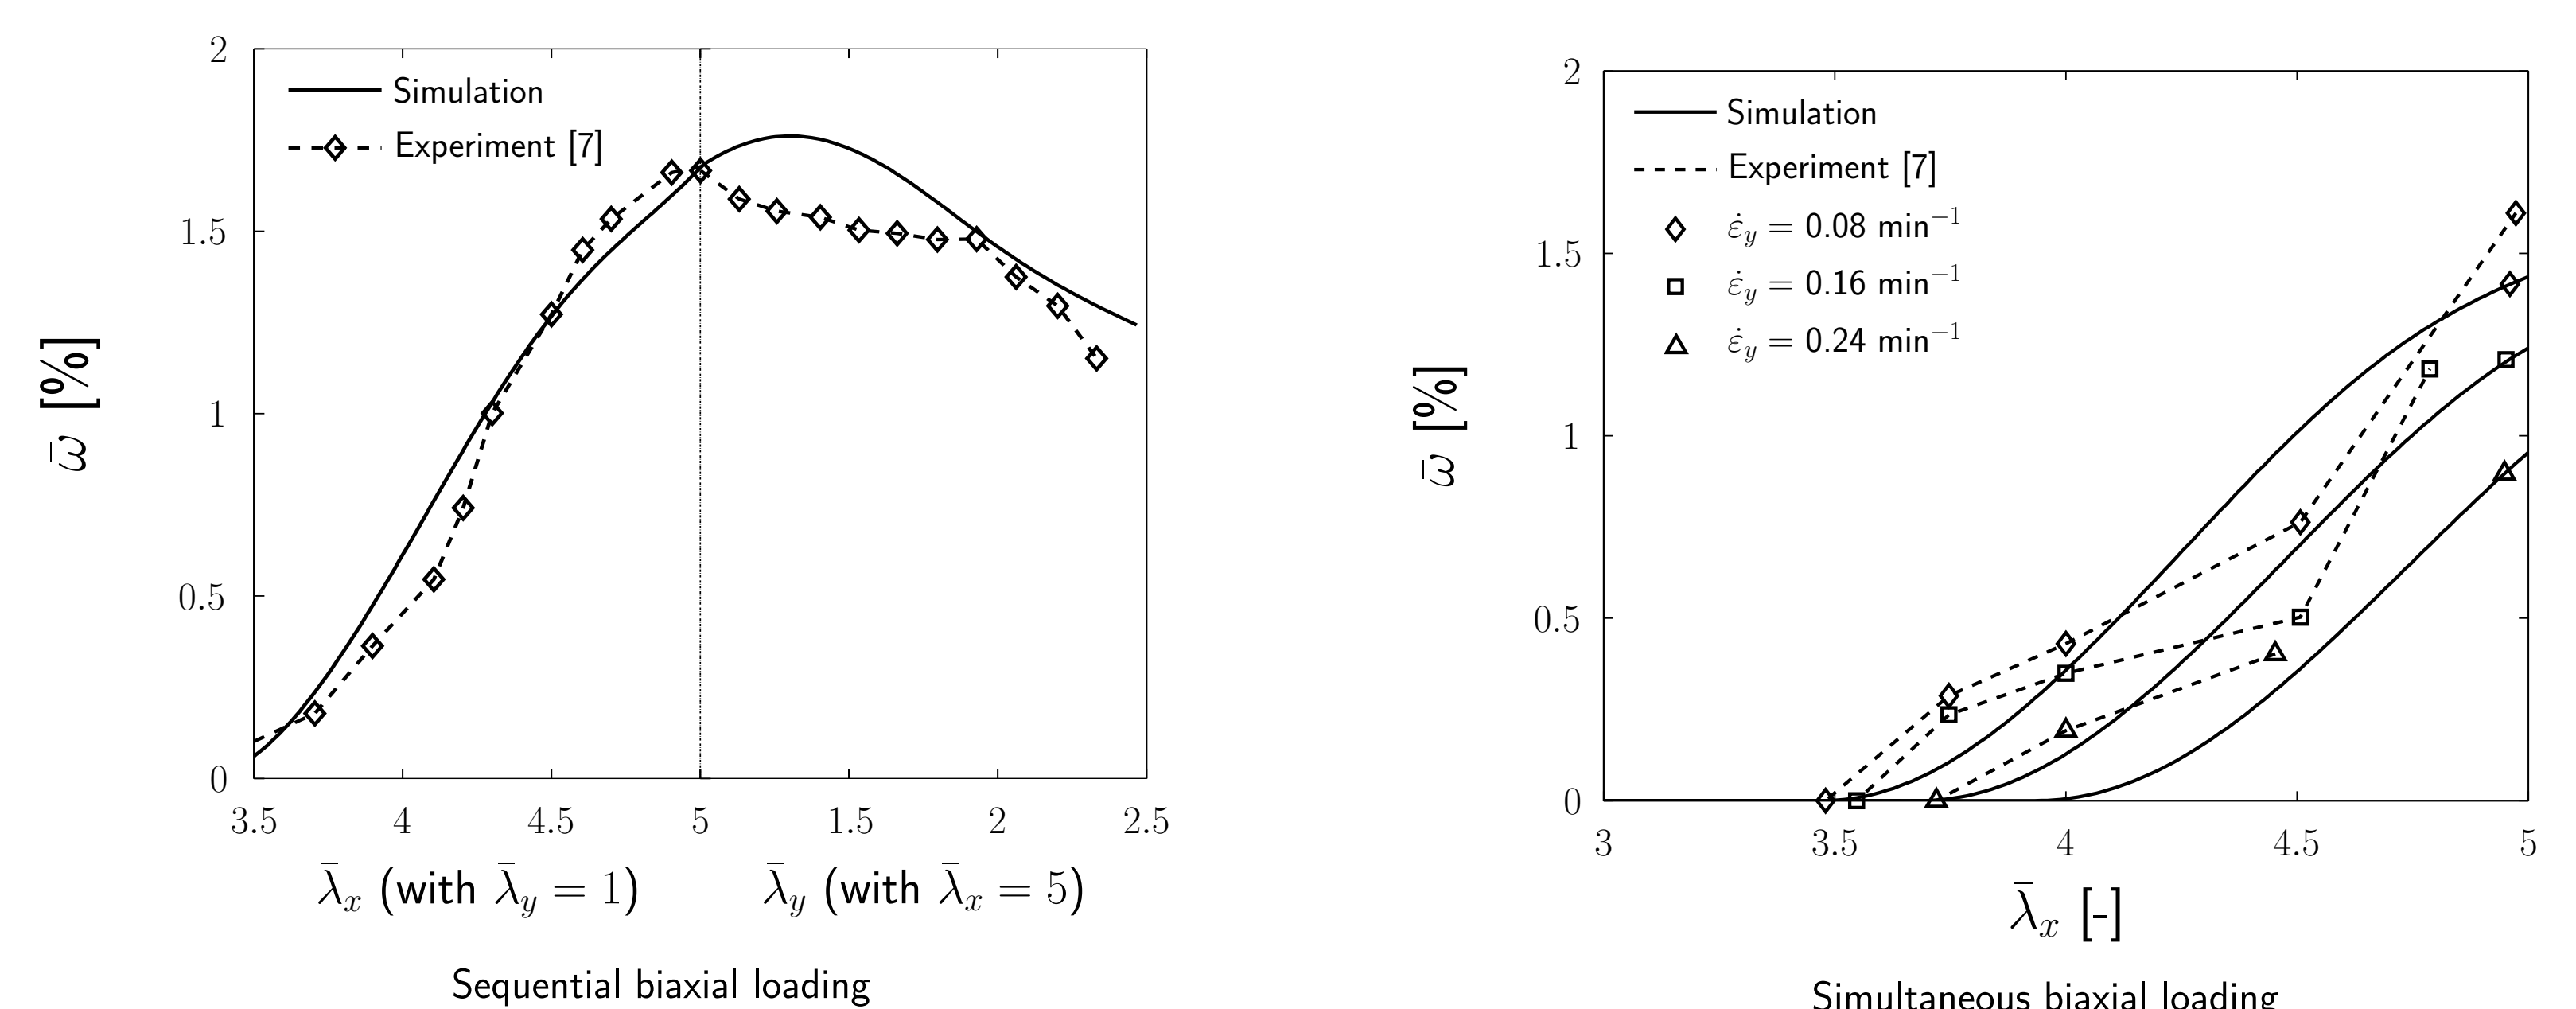 2
1.5
1
0.5
0
ω̄ [%]
Simulation
Experiment [7]
3.5 4 4.5 5 1.5 2 2.5
λ̄x (with λ̄y = 1) λ̄y (with λ̄x = 5)
Sequential biaxial loading
2
1.5
1
0.5
0
ω̄ [%]
Simulation
Experiment [7]
ε̇y = 0.08 min⁻¹
ε̇y = 0.16 min⁻¹
ε̇y = 0.24 min⁻¹
3 3.5 4 4.5 5
λ̄x [-]
Simultaneous biaxial loading